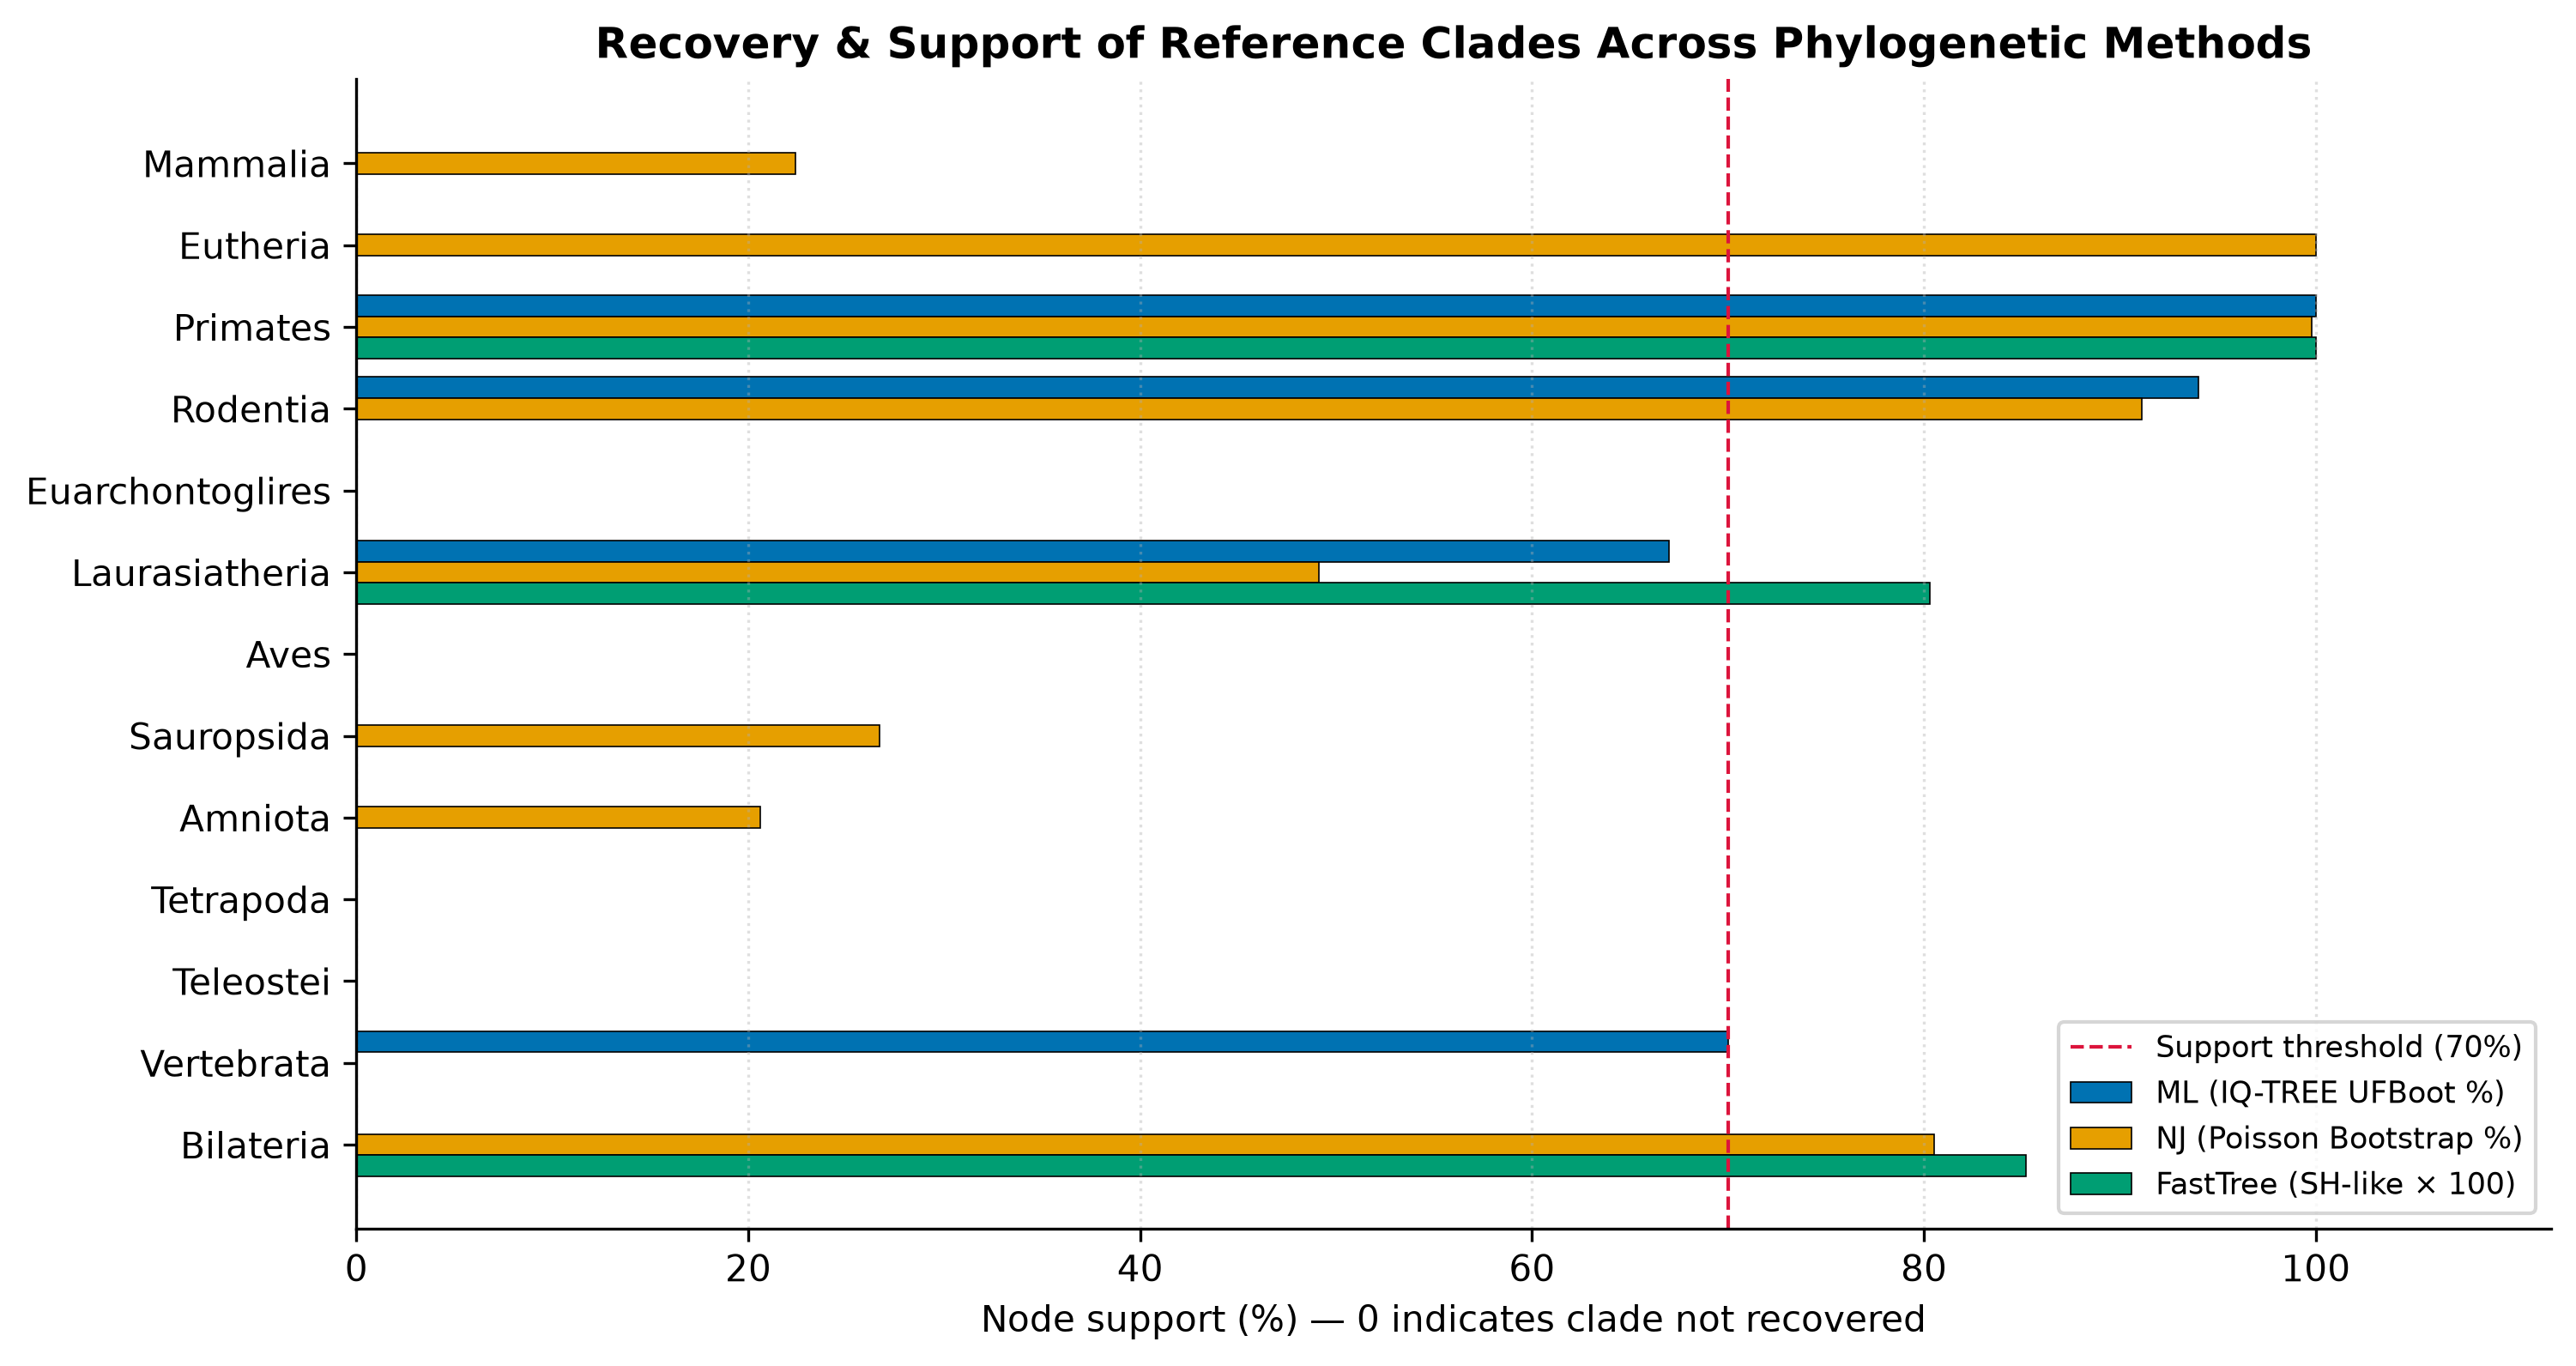 Recovery & Support of Reference Clades Across Phylogenetic Methods
Mammalia
Eutheria
Primates
Rodentia
Euarchontoglires
Laurasiatheria
Aves
Sauropsida
Amniota
Tetrapoda
Teleostei
Vertebrata
Bilateria
Support threshold (70%)
ML (IQ-TREE UFBoot %)
NJ (Poisson Bootstrap %)
FastTree (SH-like × 100)
0 20 40 60 80 100
Node support (%) — 0 indicates clade not recovered